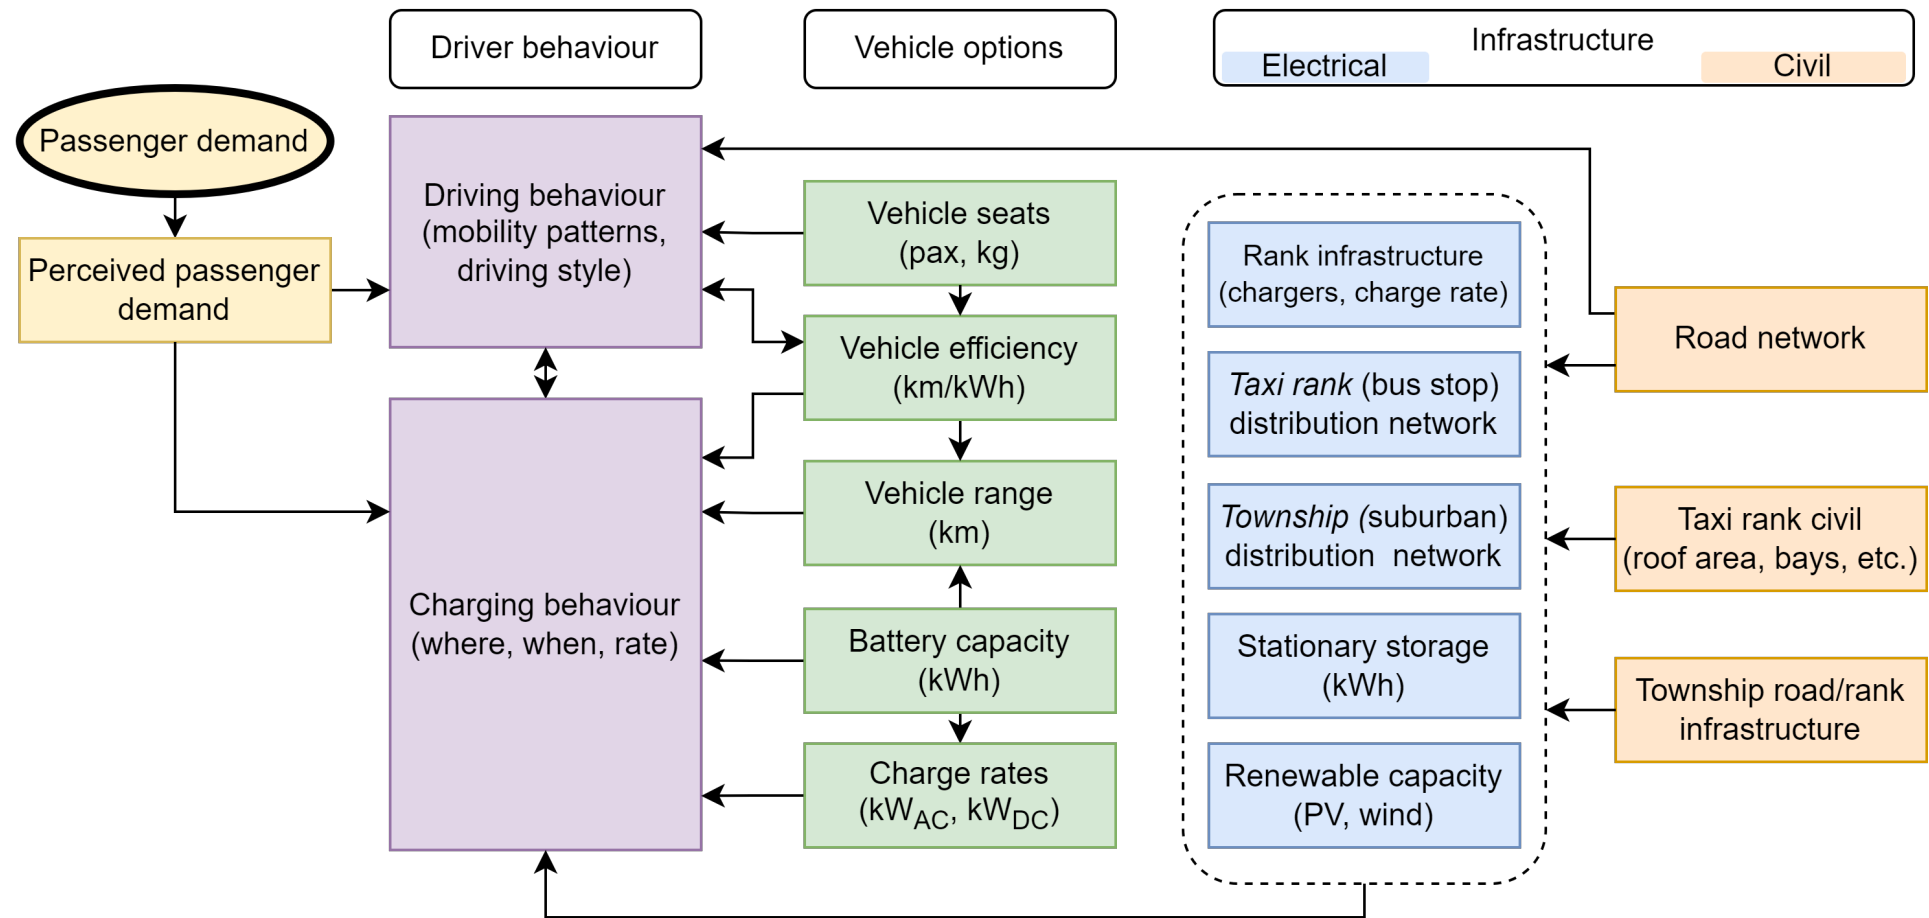 Driver behaviour
Vehicle options
Infrastructure
Electrical
Civil
Passenger demand
Perceived passenger
demand
Driving behaviour
(mobility patterns,
driving style)
Charging behaviour
(where, when, rate)
Vehicle seats
(pax, kg)
Vehicle efficiency
(km/kWh)
Vehicle range
(km)
Battery capacity
(kWh)
Charge rates
(kWAC, kWDC)
Rank infrastructure
(chargers, charge rate)
Taxi rank (bus stop)
distribution network
Township (suburban)
distribution network
Stationary storage
(kWh)
Renewable capacity
(PV, wind)
Road network
Taxi rank civil
(roof area, bays, etc.)
Township road/rank
infrastructure